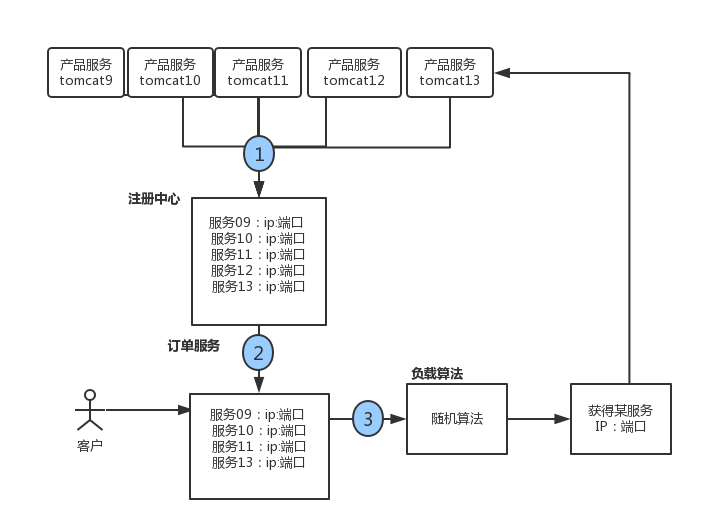 产品服务
tomcat9
产品服务
tomcat10
产品服务
tomcat11
产品服务
tomcat12
产品服务
tomcat13
1
注册中心
服务09：ip:端口
服务10：ip:端口
服务11：ip:端口
服务12：ip:端口
服务13：ip:端口
订单服务
2
负载算法
服务09：ip:端口
服务10：ip:端口
服务11：ip:端口
服务13：ip:端口
客户
3
随机算法
获得某服务
IP：端口